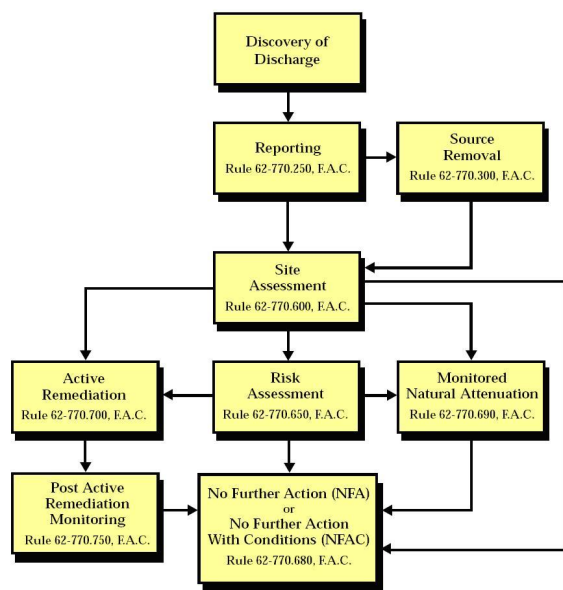 Discovery of
Discharge
Reporting
Rule 62-770.250, F.A.C.
Source
Removal
Rule 62-770.300, F.A.C.
Site
Assessment
Rule 62-770.600, F.A.C.
Active
Remediation
Rule 62-770.700, F.A.C.
Risk
Assessment
Rule 62-770.650, F.A.C.
Monitored
Natural Attenuation
Rule 62-770.690, F.A.C.
Post Active
Remediation
Monitoring
Rule 62-770.750, F.A.C.
No Further Action (NFA)
or
No Further Action
With Conditions (NFAC)
Rule 62-770.680, F.A.C.